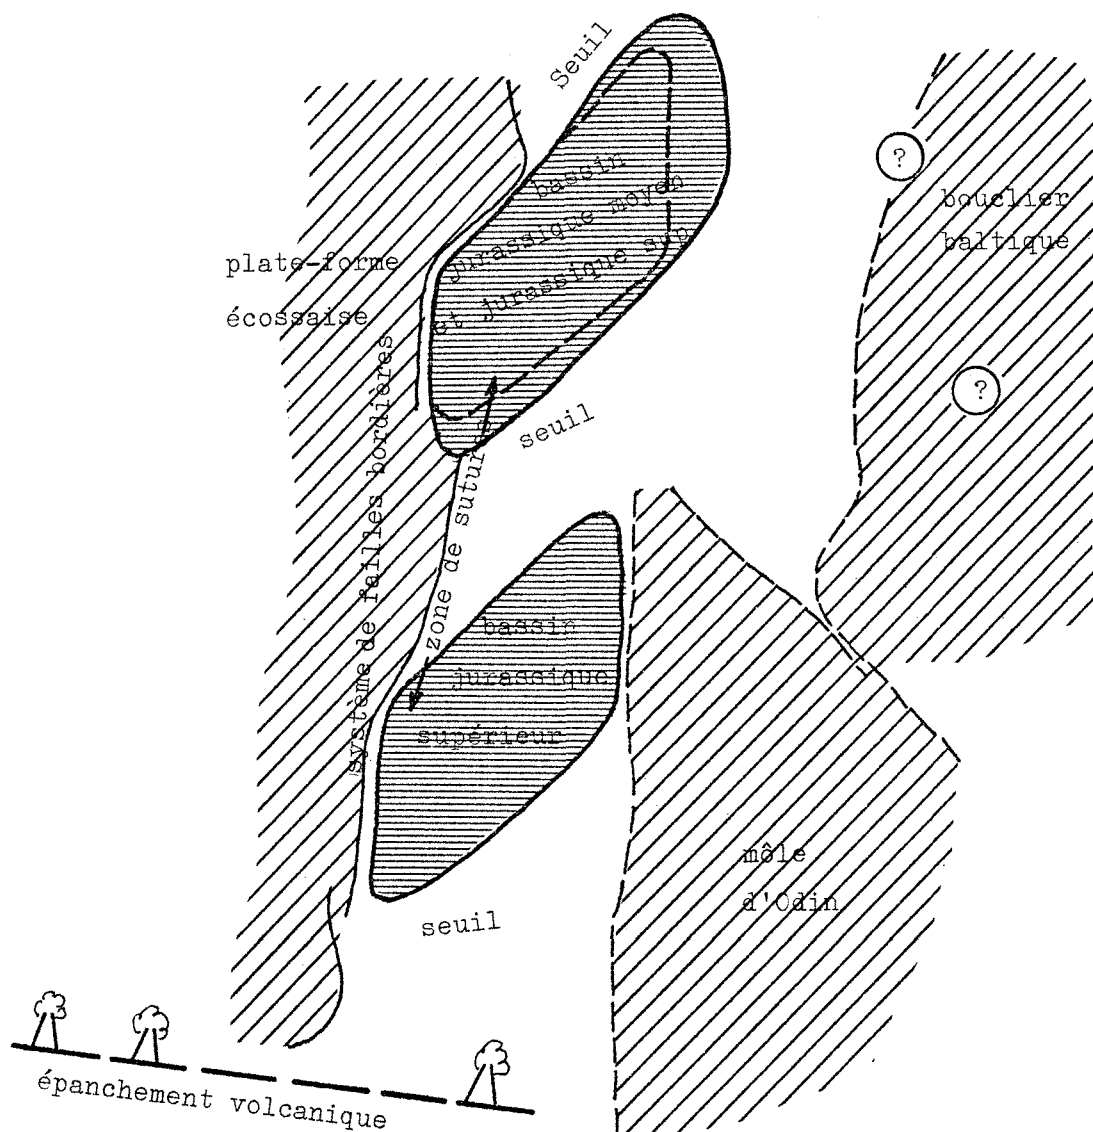 Seuil
?
bassin
jurassique moyen
et jurassique sup
bouclier
baltique
plate-forme
écossaise
?
système de failles bordières
seuil
zone de sutur
bassin
jurassique
supérieur
môle
d'Odin
seuil
épanchement volcanique